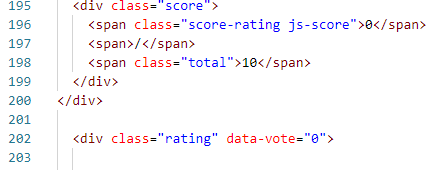 195 <div class="score">
196 <span class="score-rating js-score">0</span>
197 <span>/</span>
198 <span class="total">10</span>
199 </div>
200 </div>
201
202 <div class="rating" data-vote="0">
203